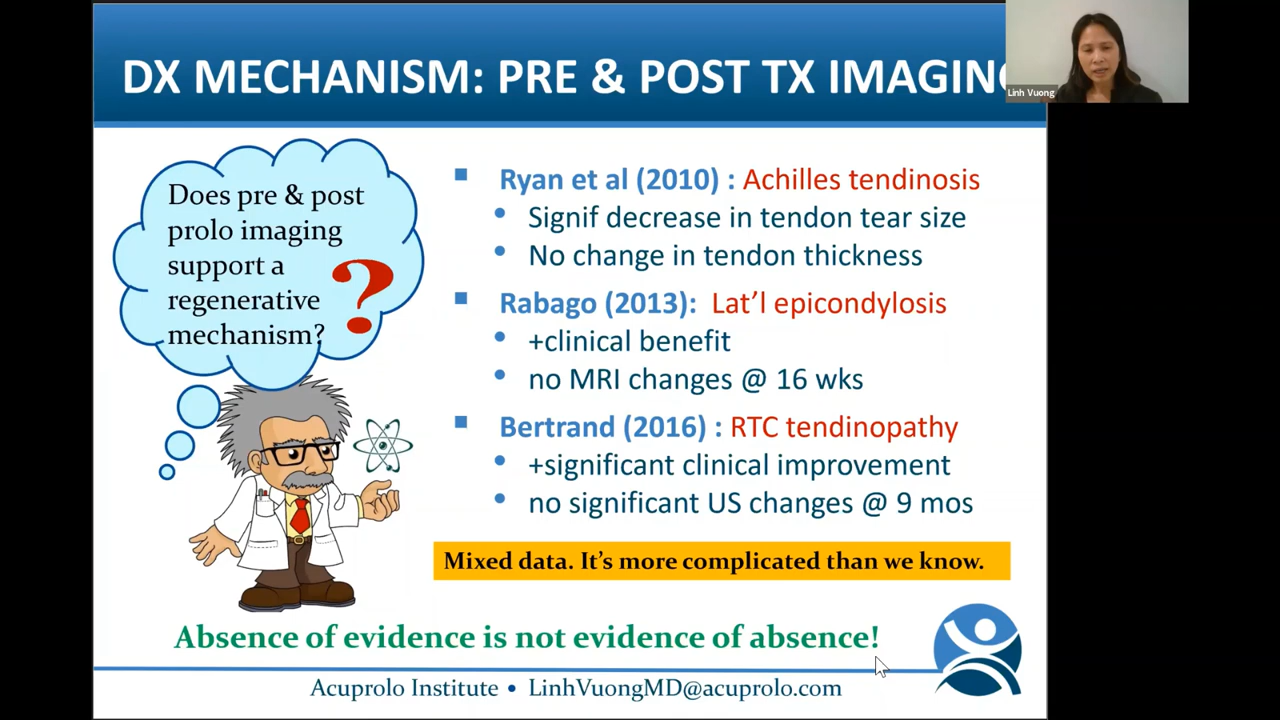 DX MECHANISM: PRE & POST TX IMAGING
Linh Vuong
Does pre & post
prolo imaging
support a
regenerative
mechanism?
?
Ryan et al (2010) : Achilles tendinosis
Signif decrease in tendon tear size
No change in tendon thickness
Rabago (2013): Lat’l epicondylosis
+clinical benefit
no MRI changes @ 16 wks
Bertrand (2016) : RTC tendinopathy
+significant clinical improvement
no significant US changes @ 9 mos
Mixed data. It’s more complicated than we know.
Absence of evidence is not evidence of absence!
Acuprolo Institute • LinhVuongMD@acuprolo.com